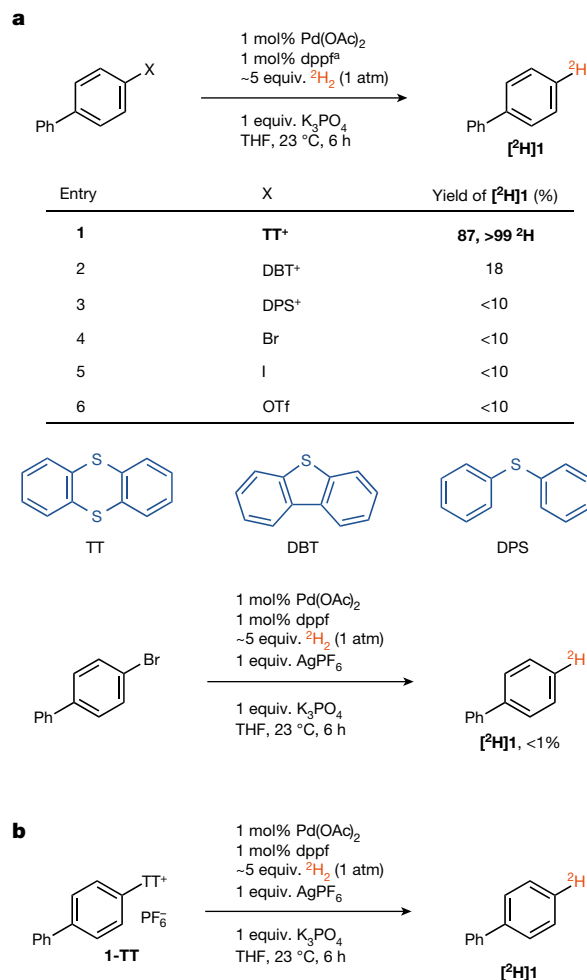 a
X
Ph
1 mol% Pd(OAc)₂
1 mol% dppfᵃ
~5 equiv. ²H₂ (1 atm)
1 equiv. K₃PO₄
THF, 23 °C, 6 h
²H
Ph
[²H]1
Entry X Yield of [²H]1 (%)
1 TT⁺ 87, >99 ²H
2 DBT⁺ 18
3 DPS⁺ <10
4 Br <10
5 I <10
6 OTf <10
S
S
TT
S
DBT
S
DPS
Br
Ph
1 mol% Pd(OAc)₂
1 mol% dppf
~5 equiv. ²H₂ (1 atm)
1 equiv. AgPF₆
1 equiv. K₃PO₄
THF, 23 °C, 6 h
²H
Ph
[²H]1, <1%
b
TT⁺
PF₆⁻
Ph
1-TT
1 mol% Pd(OAc)₂
1 mol% dppf
~5 equiv. ²H₂ (1 atm)
1 equiv. AgPF₆
1 equiv. K₃PO₄
THF, 23 °C, 6 h
²H
Ph
[²H]1